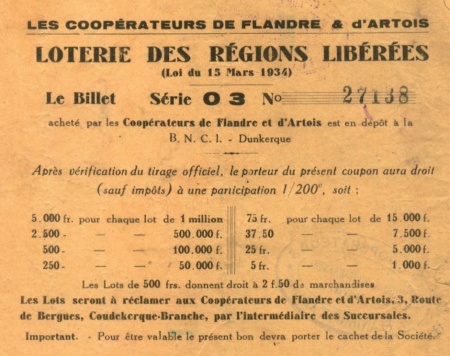 LES COOPÉRATEURS DE FLANDRE & d'ARTOIS
LOTERIE DES RÉGIONS LIBÉRÉES
(Loi du 15 Mars 1934)
Le Billet Série 03 No 27138
acheté par les Coopérateurs de Flandre et d'Artois est en dépôt à la
B. N. C. I. - Dunkerque
Après vérification du tirage officiel, le porteur du présent coupon aura droit
(sauf impôts) à une participation 1/200e, soit :
5.000 fr. pour chaque lot de 1 million 75 fr. pour chaque lot de 15.000 f.
2.500 - — — 500.000 f. 37.50 — — 7.500 f.
500 - — — 100.000 f. 25 fr. — — 5.000 f.
250 - — — 50.000 f. 5 fr. — — 1.000 f.
Les Lots de 500 frs. donnent droit à 2 f.50 de marchandises
Les Lots seront à réclamer aux Coopérateurs de Flandre et d'Artois, 3, Route
de Bergues, Coudekerque-Branche, par l'intermédiaire des Succursales.
Important. - Pour être valable le présent bon devra porter le cachet de la Société